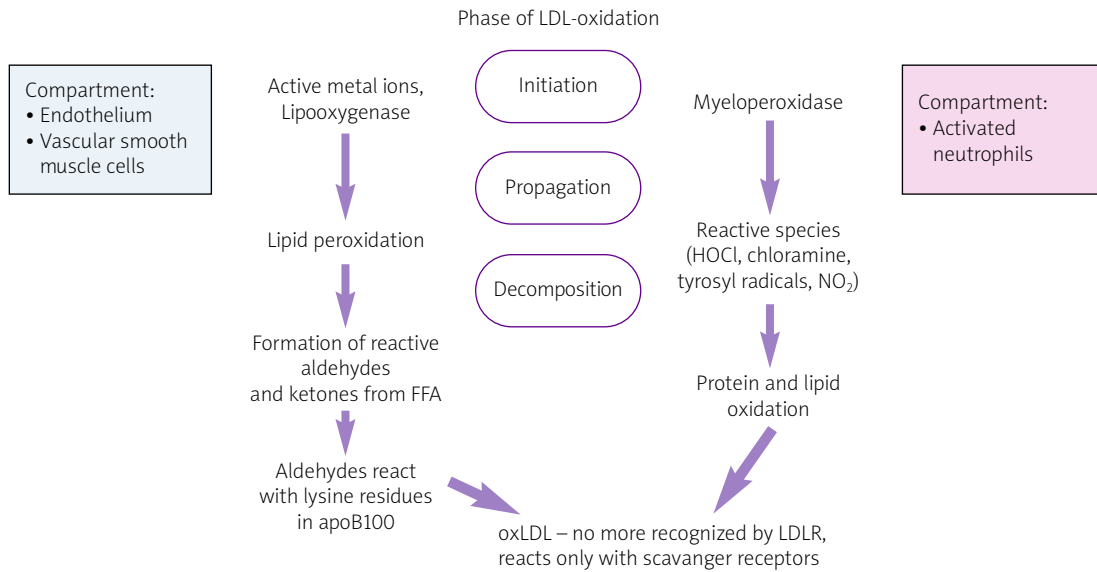 Phase of LDL-oxidation
Compartment:
• Endothelium
• Vascular smooth
muscle cells
Active metal ions,
Lipooxygenase
Lipid peroxidation
Formation of reactive
aldehydes
and ketones from FFA
Aldehydes react
with lysine residues
in apoB100
Initiation
Propagation
Decomposition
Myeloperoxidase
Reactive species
(HOCl, chloramine,
tyrosyl radicals, NO₂)
Protein and lipid
oxidation
Compartment:
• Activated
neutrophils
oxLDL – no more recognized by LDLR,
reacts only with scavanger receptors